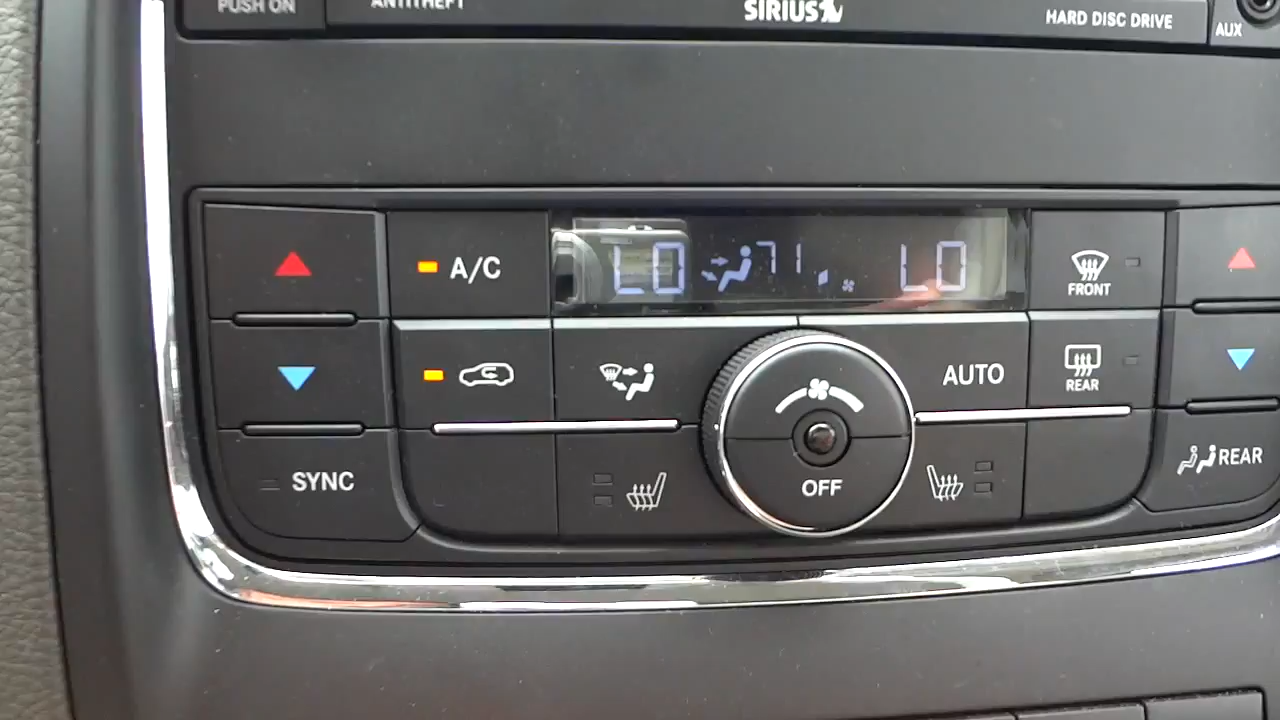 PUSH ON
ANTITHEFT
SIRIUS
HARD DISC DRIVE
AUX
A/C
LO
71
LO
FRONT
AUTO
REAR
SYNC
OFF
REAR